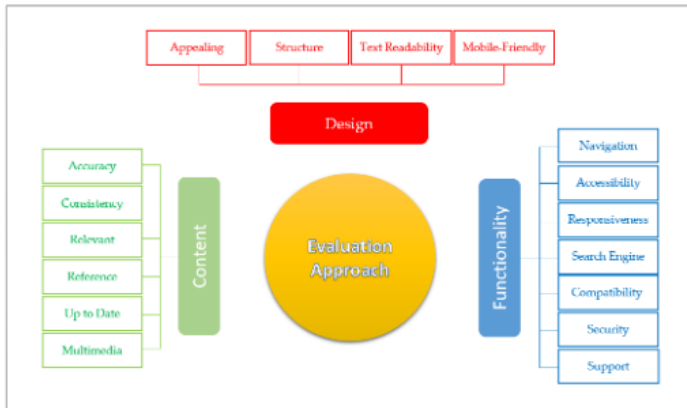 Appealing
Structure
Text Readability
Mobile-Friendly
Design
Accuracy
Consistency
Relevant
Reference
Up to Date
Multimedia
Content
Evaluation
Approach
Functionality
Navigation
Accessibility
Responsiveness
Search Engine
Compatibility
Security
Support